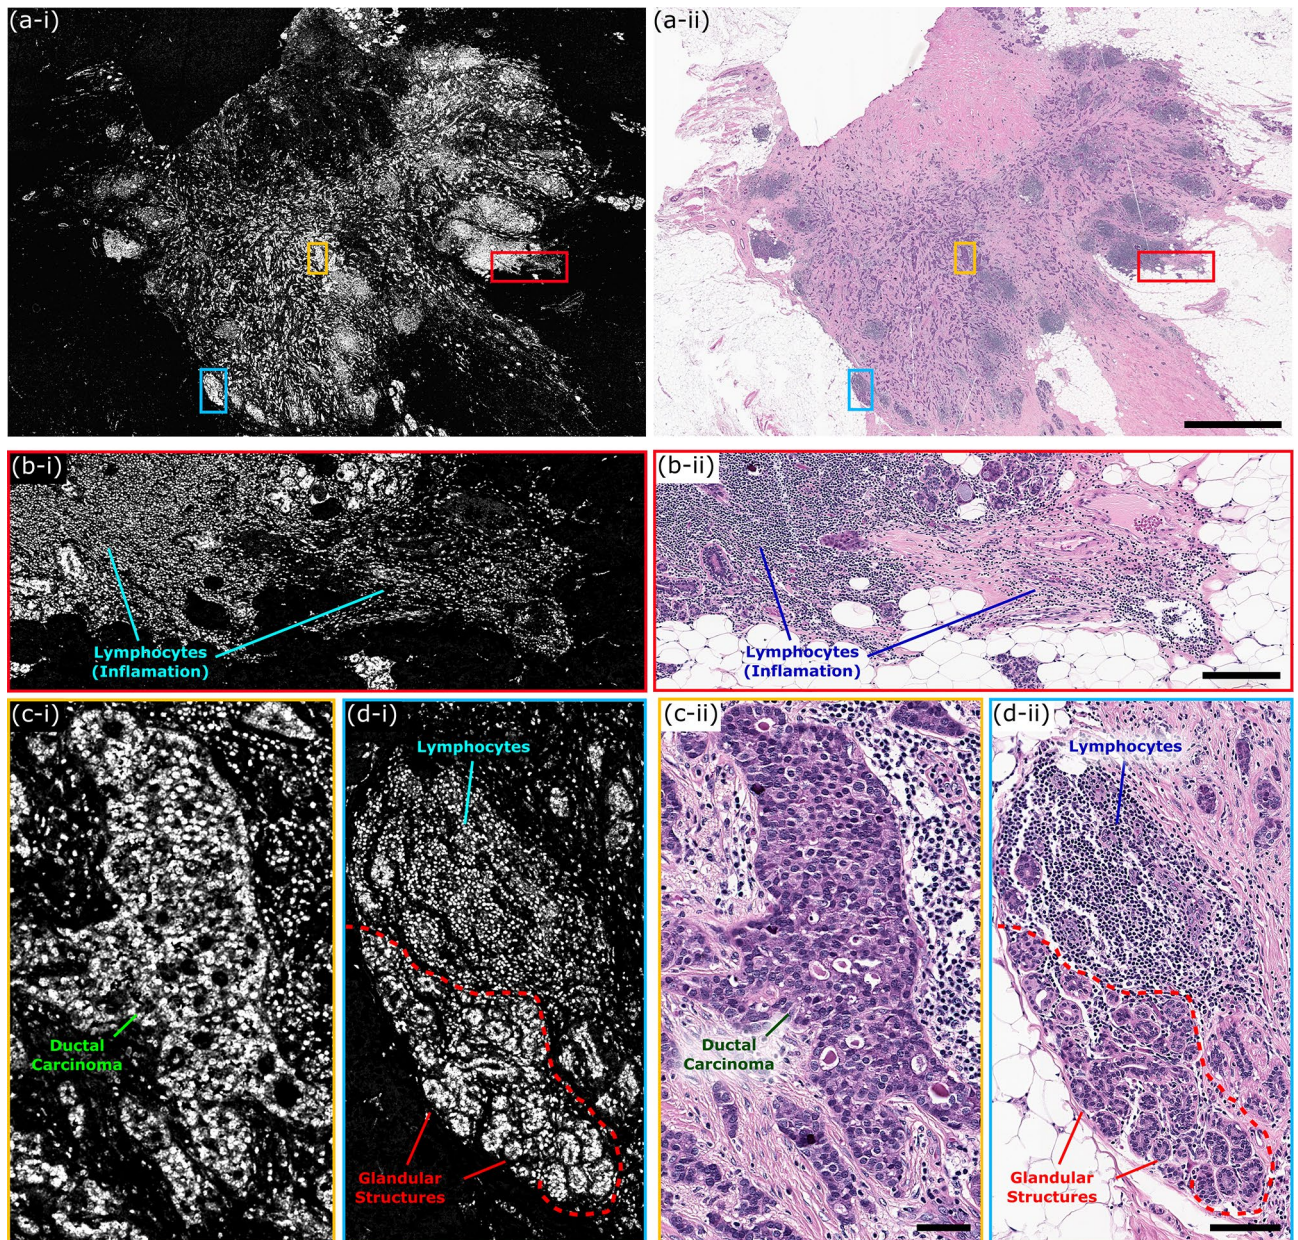 (a-i)
(a-ii)
(b-i)
Lymphocytes
(Inflamation)
(b-ii)
Lymphocytes
(Inflamation)
(c-i)
Ductal
Carcinoma
(d-i)
Lymphocytes
Glandular
Structures
(c-ii)
Ductal
Carcinoma
(d-ii)
Lymphocytes
Glandular
Structures